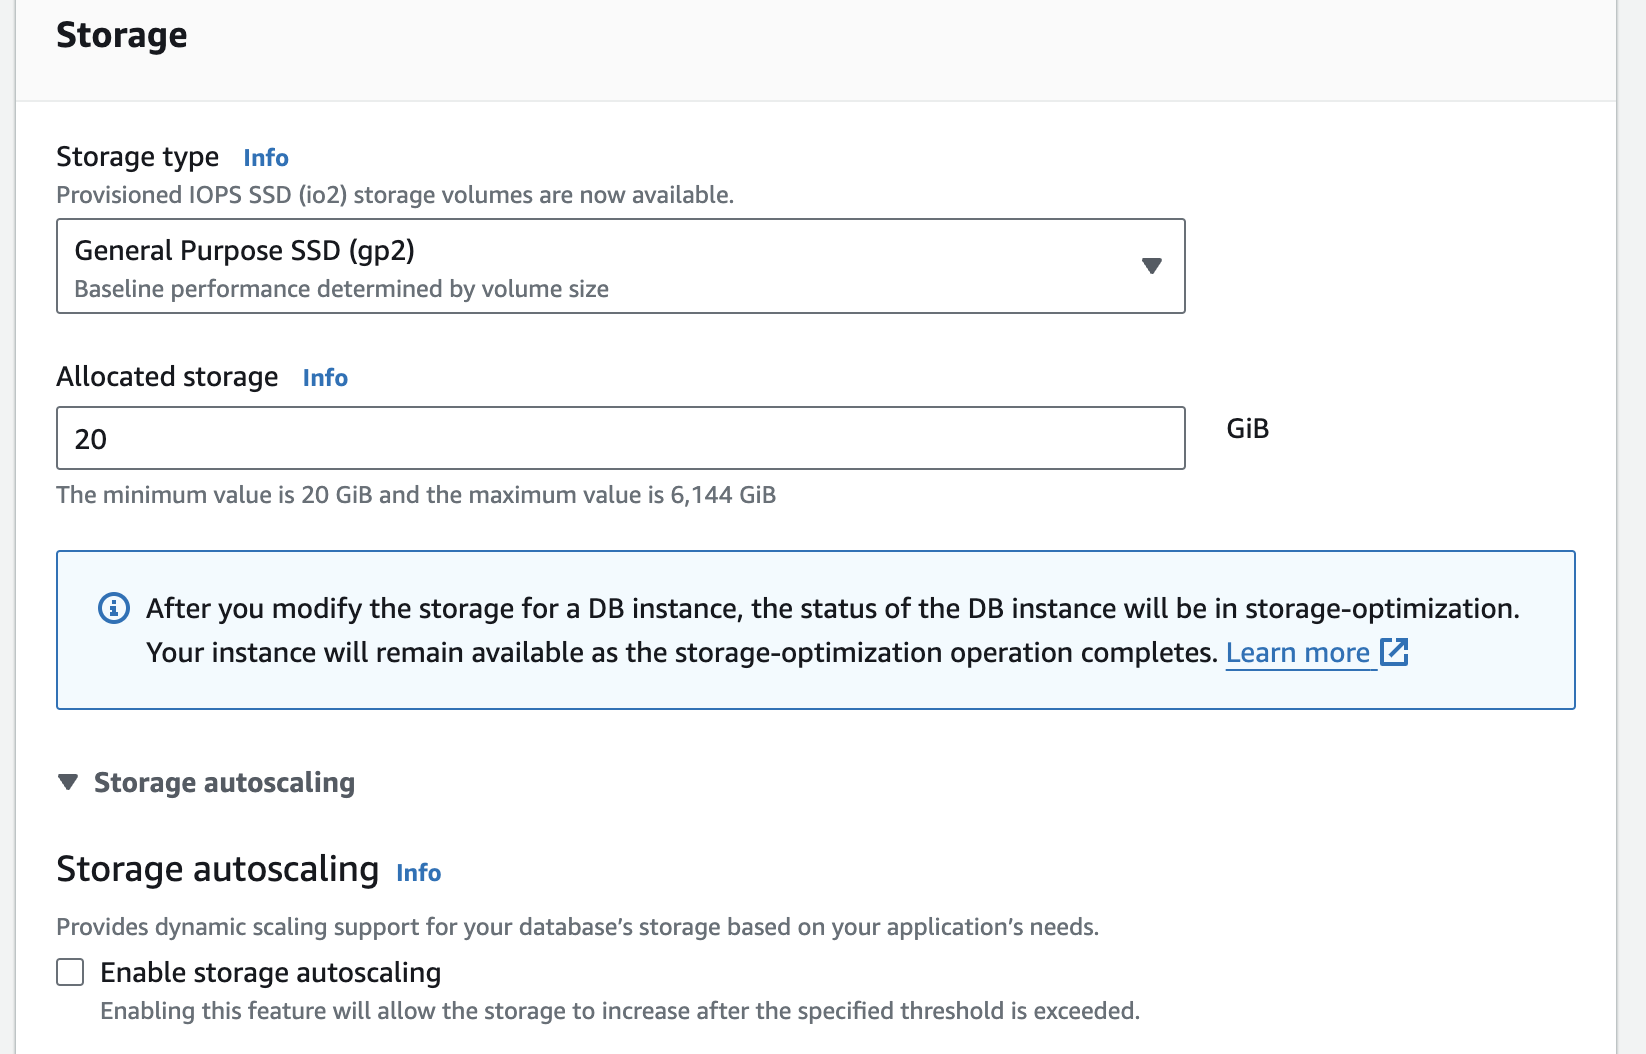 Storage
Storage type Info
Provisioned IOPS SSD (io2) storage volumes are now available.
General Purpose SSD (gp2)
Baseline performance determined by volume size
Allocated storage Info
20 GiB
The minimum value is 20 GiB and the maximum value is 6,144 GiB
After you modify the storage for a DB instance, the status of the DB instance will be in storage-optimization.
Your instance will remain available as the storage-optimization operation completes. Learn more
Storage autoscaling
Storage autoscaling Info
Provides dynamic scaling support for your database’s storage based on your application’s needs.
Enable storage autoscaling
Enabling this feature will allow the storage to increase after the specified threshold is exceeded.